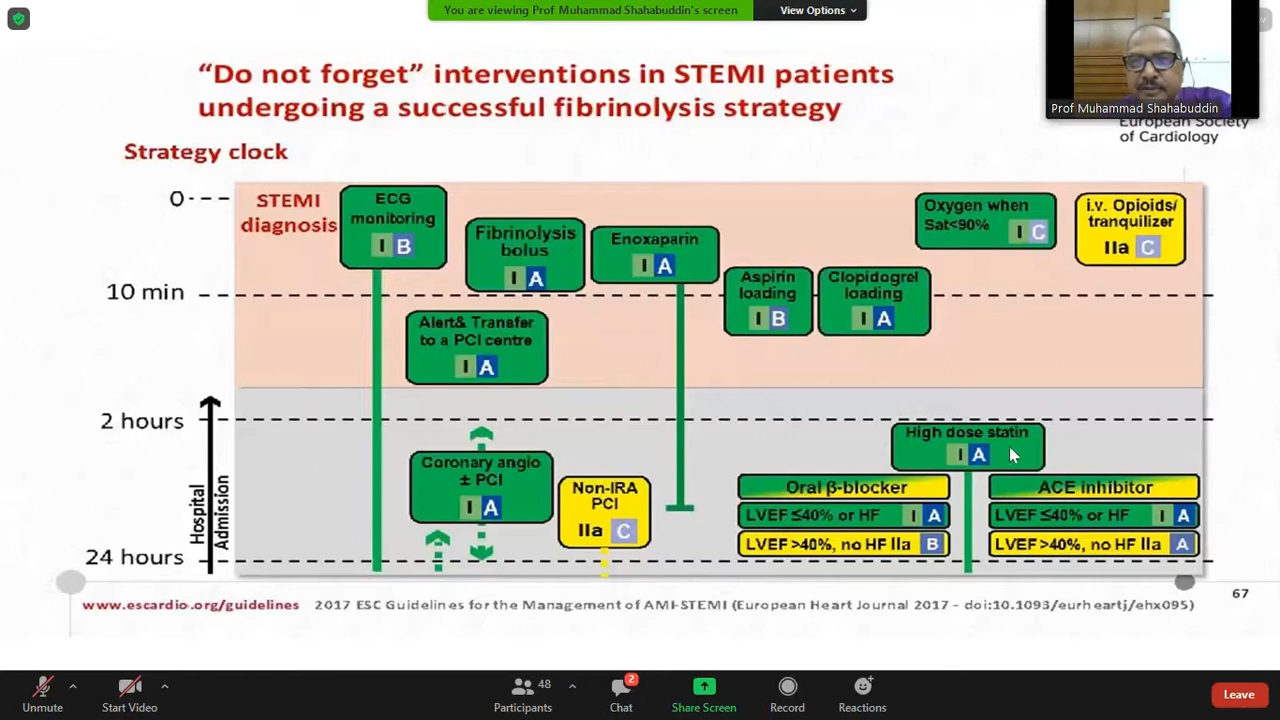 You are viewing Prof Muhammad Shahabuddin's screen
View Options
Prof Muhammad Shahabuddin
“Do not forget” interventions in STEMI patients
undergoing a successful fibrinolysis strategy
European Society
of Cardiology
Strategy clock
0
STEMI
diagnosis
ECG
monitoring
I B
Fibrinolysis
bolus
I A
Enoxaparin
I A
Aspirin
loading
I B
Clopidogrel
loading
I A
Oxygen when
Sat<90% I C
i.v. Opioids/
tranquilizer
IIa C
10 min
Alert& Transfer
to a PCI centre
I A
2 hours
Hospital
Admission
Coronary angio
± PCI
I A
Non-IRA
PCI
IIa C
High dose statin
I A
Oral β-blocker
LVEF ≤40% or HF I A
LVEF >40%, no HF IIa B
ACE inhibitor
LVEF ≤40% or HF I A
LVEF >40%, no HF IIa A
24 hours
67
www.escardio.org/guidelines 2017 ESC Guidelines for the Management of AMI-STEMI (European Heart Journal 2017 - doi:10.1093/eurheartj/ehx095)
Unmute
Start Video
48
Participants
2
Chat
Share Screen
Record
Reactions
Leave